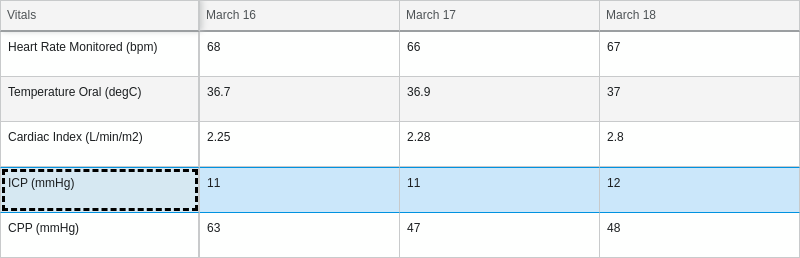 Vitals March 16 March 17 March 18
Heart Rate Monitored (bpm) 68 66 67
Temperature Oral (degC) 36.7 36.9 37
Cardiac Index (L/min/m2) 2.25 2.28 2.8
ICP (mmHg) 11 11 12
CPP (mmHg) 63 47 48